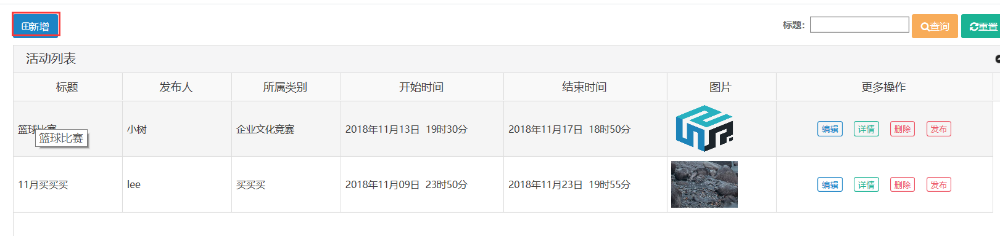 新增 标题： 查询 重置
活动列表
标题 发布人 所属类别 开始时间 结束时间 图片 更多操作
篮球比赛 小树 企业文化竞赛 2018年11月13日 19时30分 2018年11月17日 18时50分 编辑 详情 删除 发布
篮球比赛
11月买买买 lee 买买买 2018年11月09日 23时50分 2018年11月23日 19时55分 编辑 详情 删除 发布